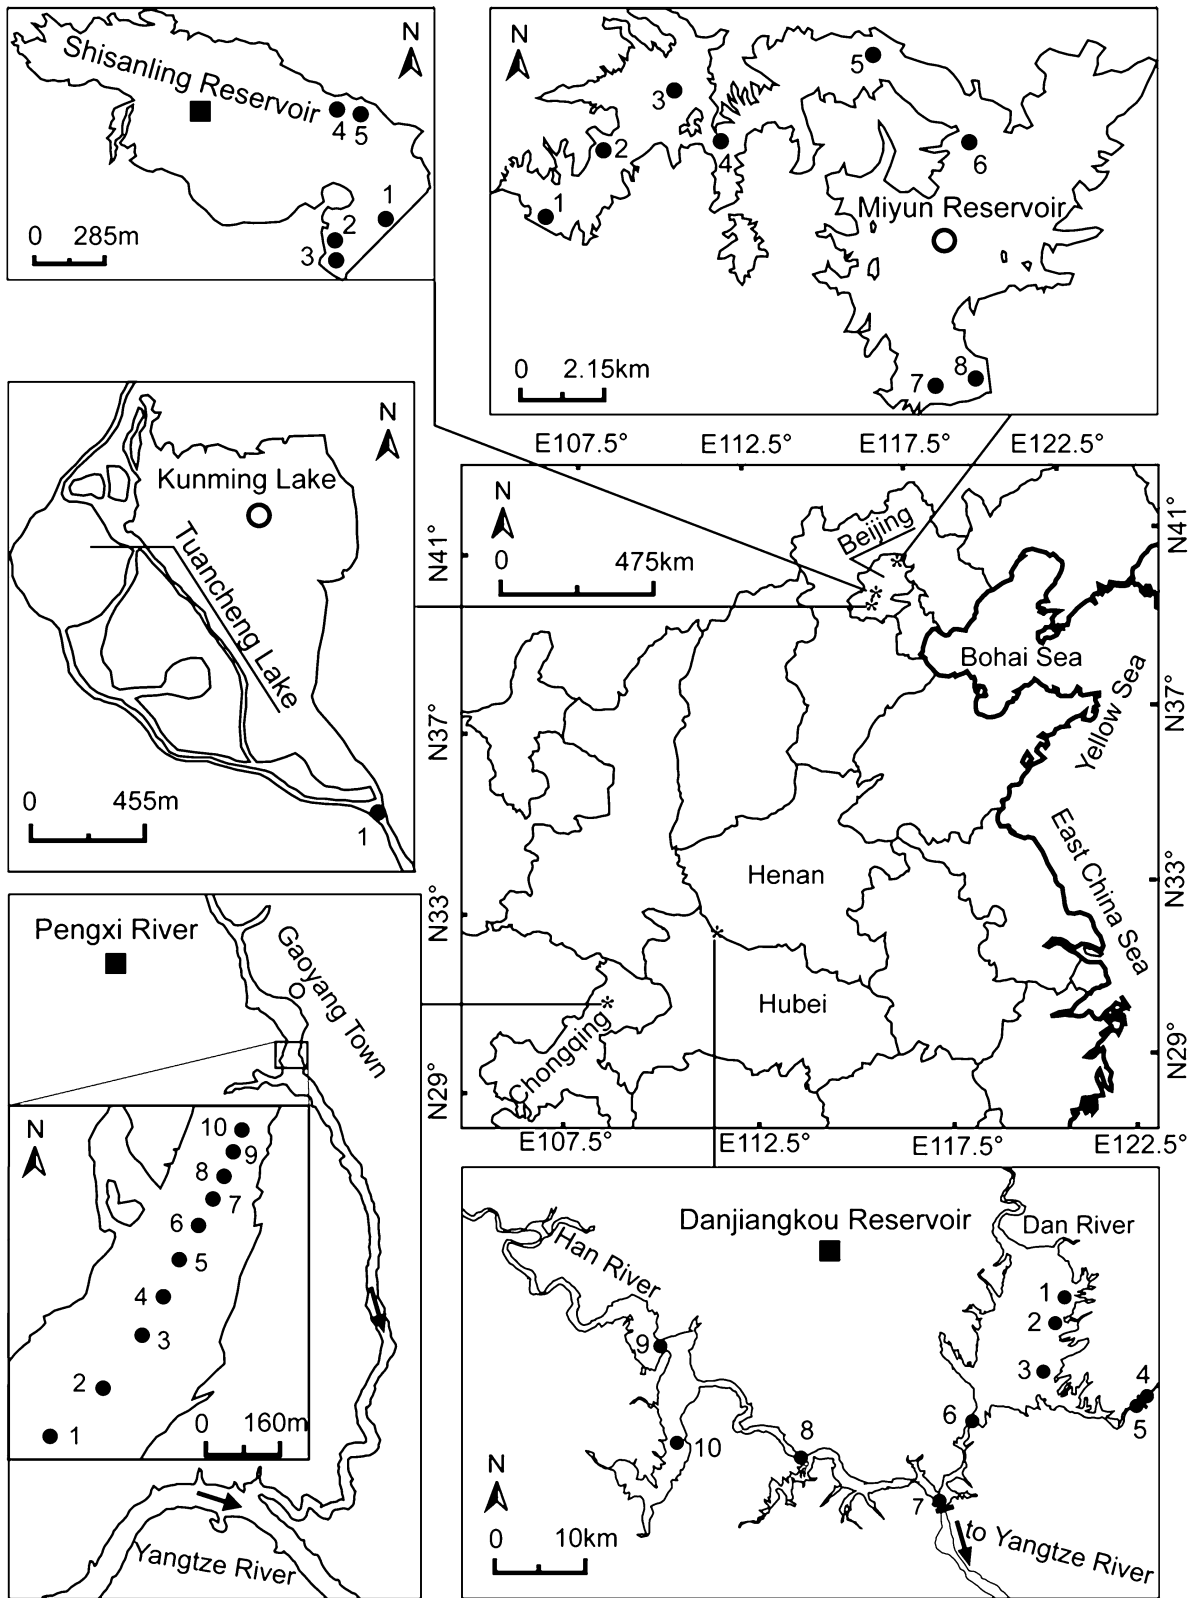 Shisanling Reservoir
N
4
5
1
2
3
0 285m
N
5
3
2
4
6
1
Miyun Reservoir
7
8
0 2.15km
N
Kunming Lake
Tuancheng Lake
0 455m
1
E107.5° E112.5° E117.5° E122.5°
N
0 475km
Beijing
N41°
N41°
Bohai Sea
Yellow Sea
N37°
N37°
East China Sea
Henan
N33°
N33°
Hubei
Chongqing
N29°
N29°
E107.5° E112.5° E117.5° E122.5°
Pengxi River
Gaoyang Town
N
10
9
8
7
6
5
4
3
2
1
0 160m
Yangtze River
Danjiangkou Reservoir
Dan River
Han River
1
2
3
4
5
6
9
10
8
7
N
0 10km
to Yangtze River